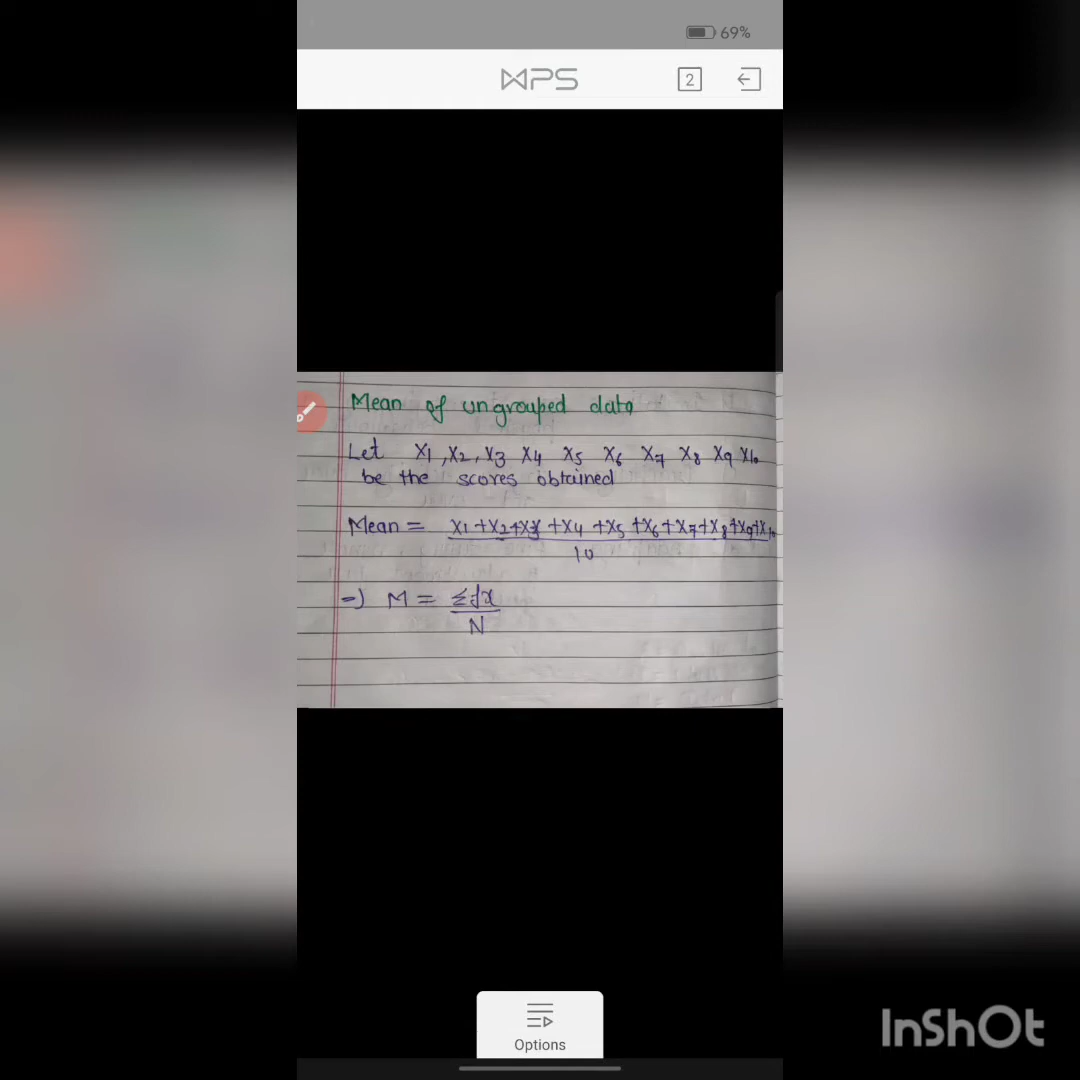 69%
WPS
2
Mean of ungrouped data
Let X1, X2, X3 X4 X5 X6 X7 X8 X9 X10
be the scores obtained
Mean = X1 + X2 + X3 + X4 + X5 + X6 + X7 + X8 + X9 + X10
10
=) M = Σfx
N
Options
InShOt